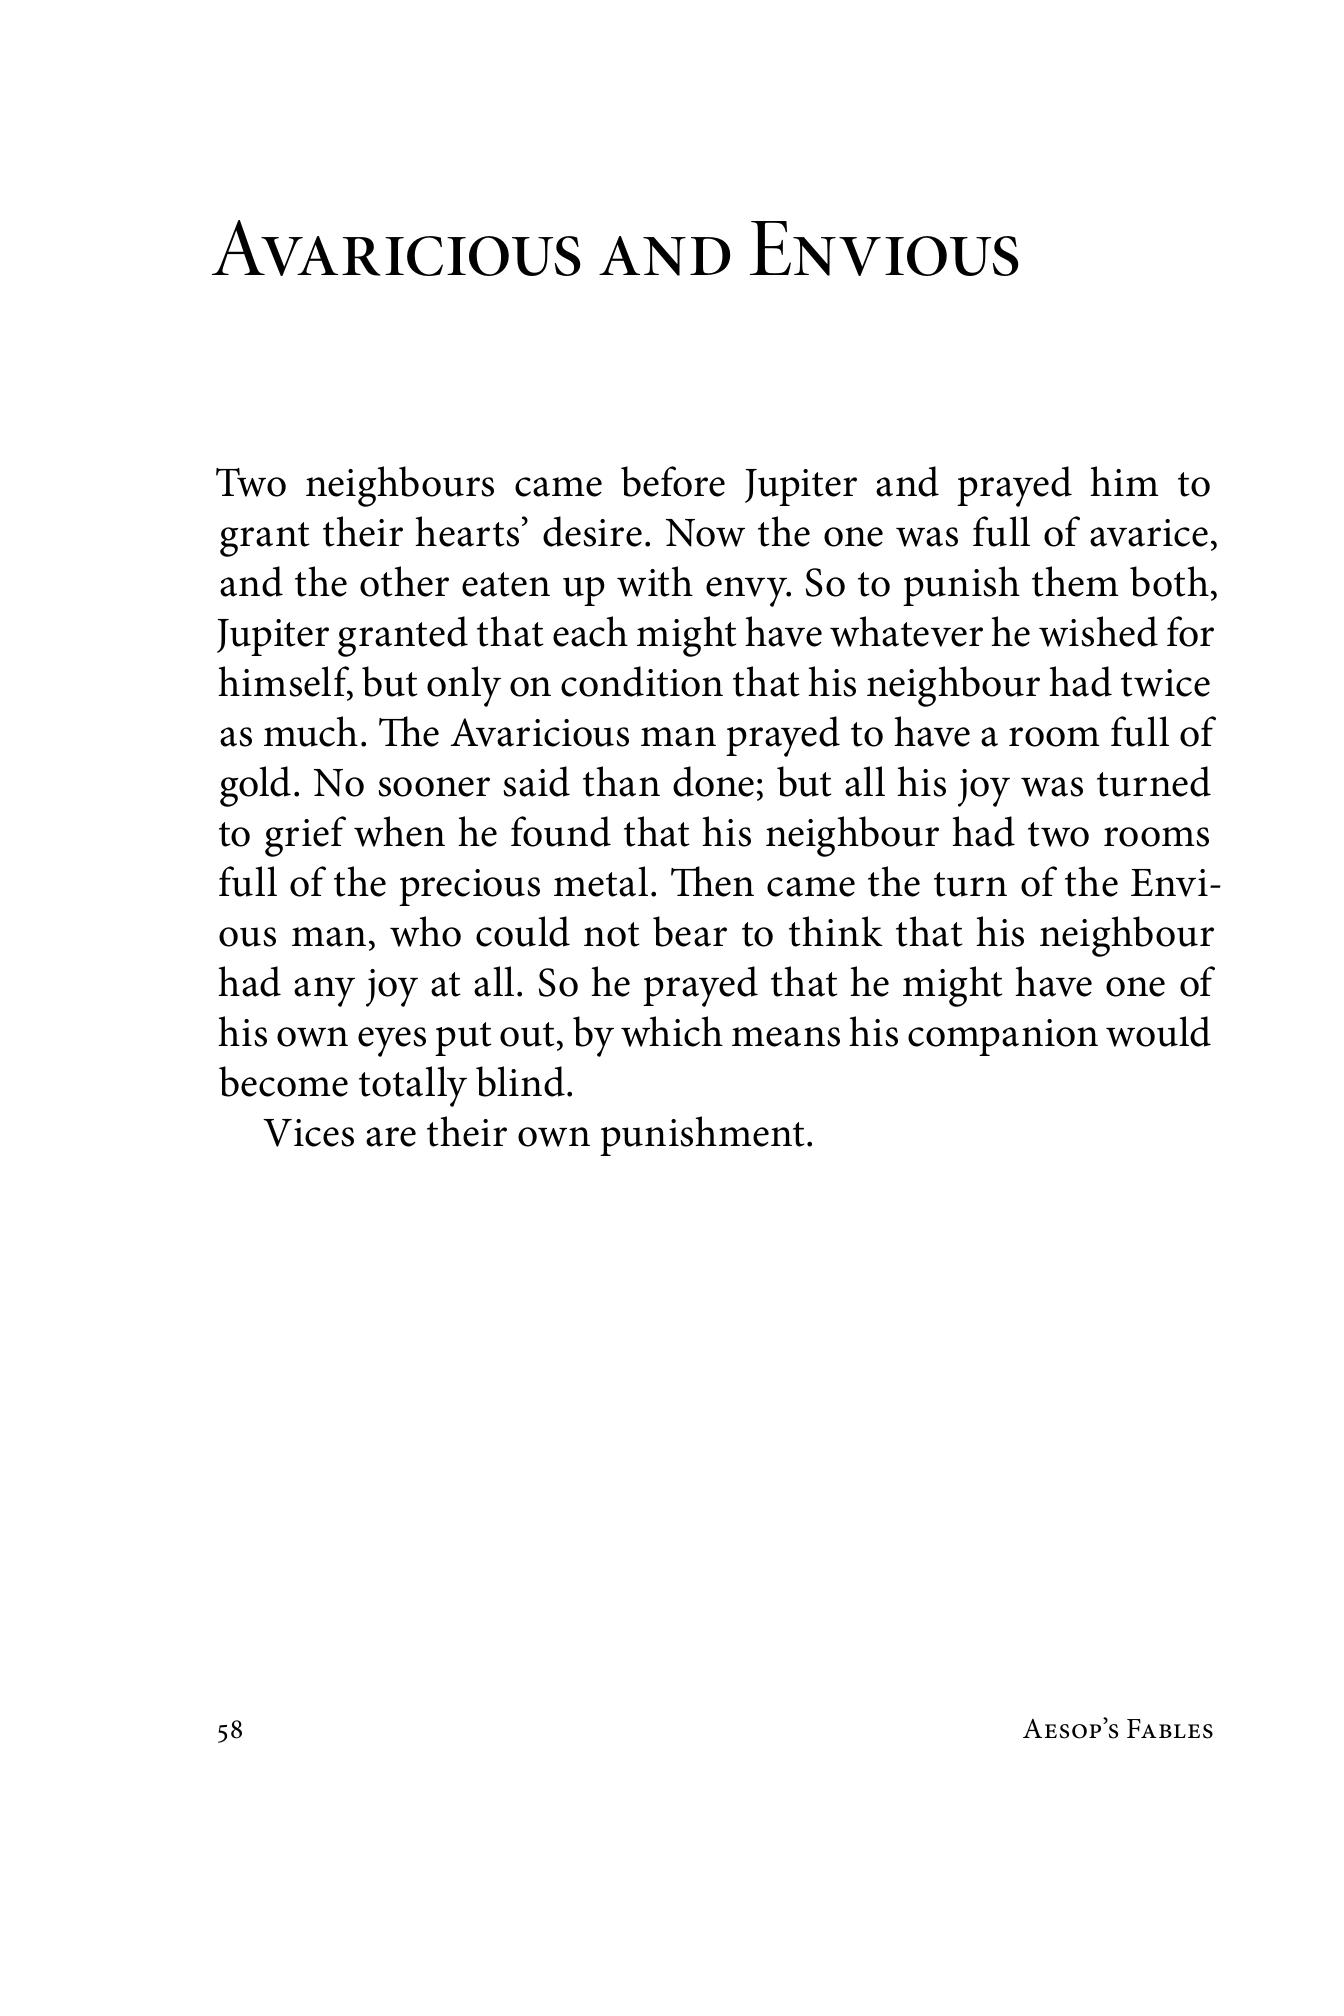 Avaricious and Envious
Two neighbours came before Jupiter and prayed him to
grant their hearts’ desire. Now the one was full of avarice,
and the other eaten up with envy. So to punish them both,
Jupiter granted that each might have whatever he wished for
himself, but only on condition that his neighbour had twice
as much. The Avaricious man prayed to have a room full of
gold. No sooner said than done; but all his joy was turned
to grief when he found that his neighbour had two rooms
full of the precious metal. Then came the turn of the Envi-
ous man, who could not bear to think that his neighbour
had any joy at all. So he prayed that he might have one of
his own eyes put out, by which means his companion would
become totally blind.
Vices are their own punishment.
58 Aesop’s Fables